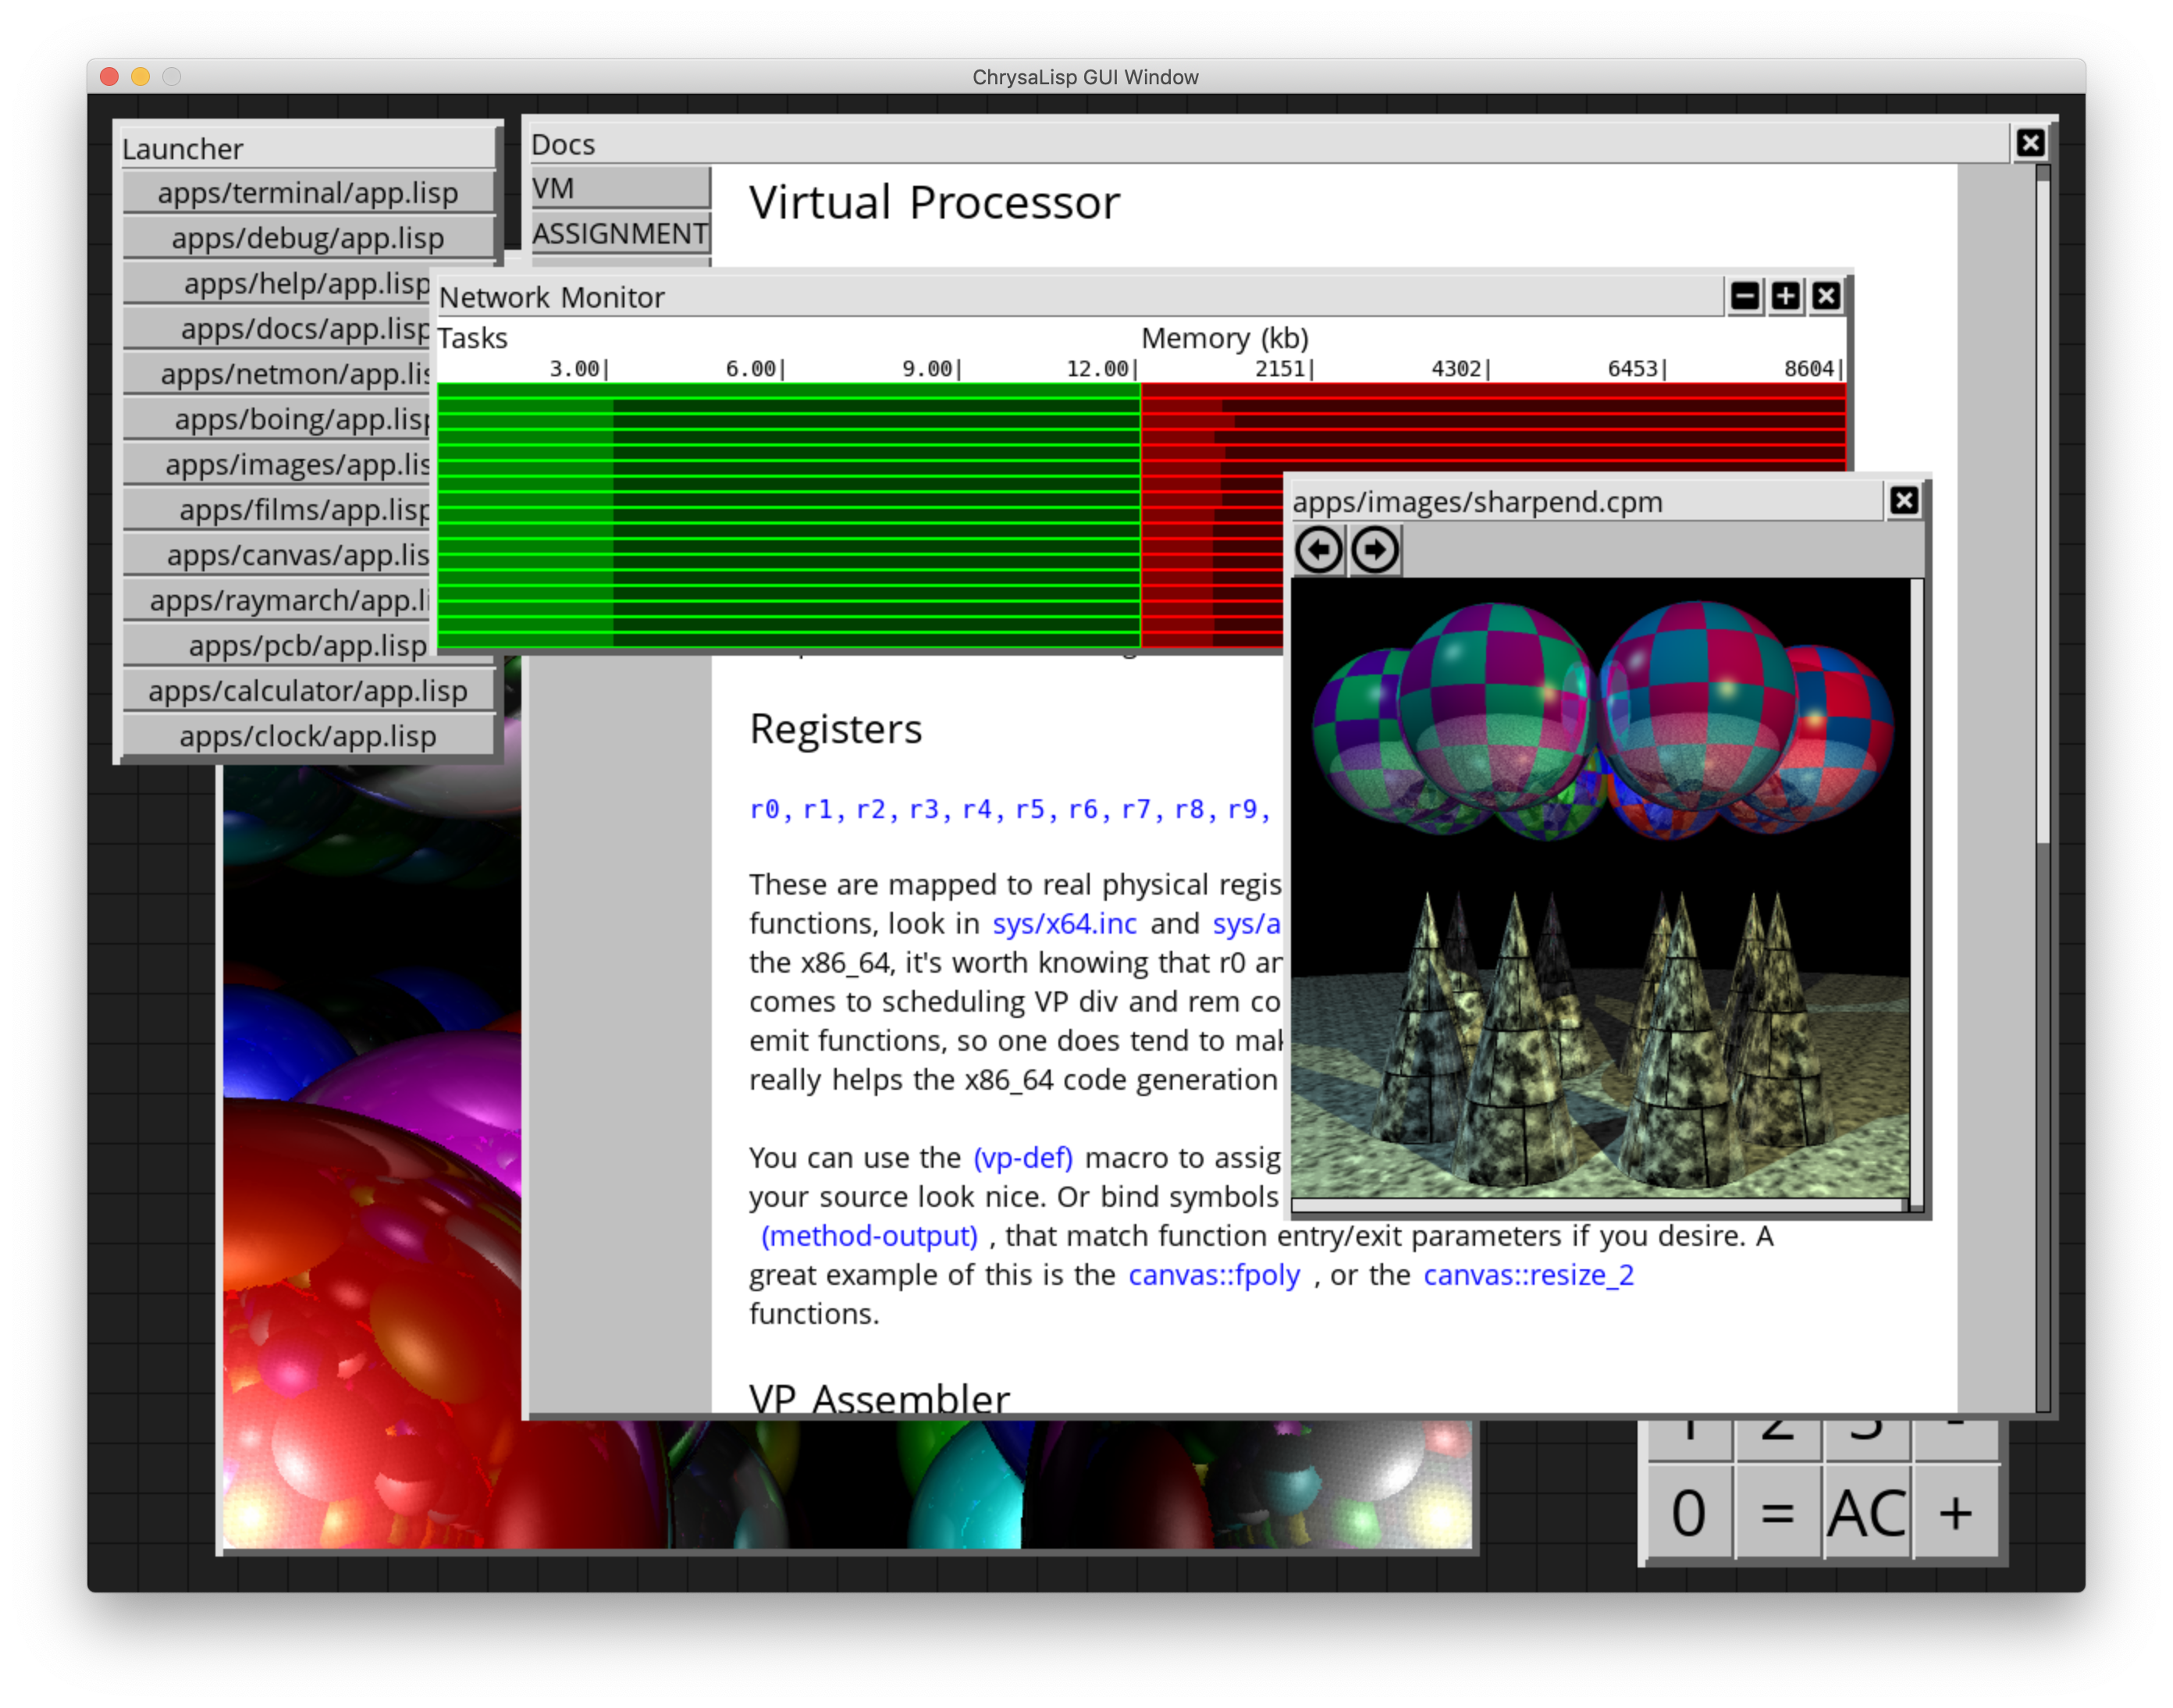 ChrysaLisp GUI Window
Launcher
apps/terminal/app.lisp
apps/debug/app.lisp
apps/help/app.lisp
apps/docs/app.lisp
apps/netmon/app.lis
apps/boing/app.lisp
apps/images/app.lis
apps/films/app.lisp
apps/canvas/app.lis
apps/raymarch/app.li
apps/pcb/app.lisp
apps/calculator/app.lisp
apps/clock/app.lisp
Docs
VM
ASSIGNMENT
Virtual Processor
Network Monitor
Tasks Memory (kb)
3.00| 6.00| 9.00| 12.00| 2151| 4302| 6453| 8604|
apps/images/sharpend.cpm
Registers
r0, r1, r2, r3, r4, r5, r6, r7, r8, r9,
These are mapped to real physical regis
functions, look in sys/x64.inc and sys/a
the x86_64, it's worth knowing that r0 an
comes to scheduling VP div and rem co
emit functions, so one does tend to mak
really helps the x86_64 code generation
You can use the (vp-def) macro to assig
your source look nice. Or bind symbols
(method-output) , that match function entry/exit parameters if you desire. A
great example of this is the canvas::fpoly , or the canvas::resize_2
functions.
VP Assembler
1 2 3 -
0 = AC +